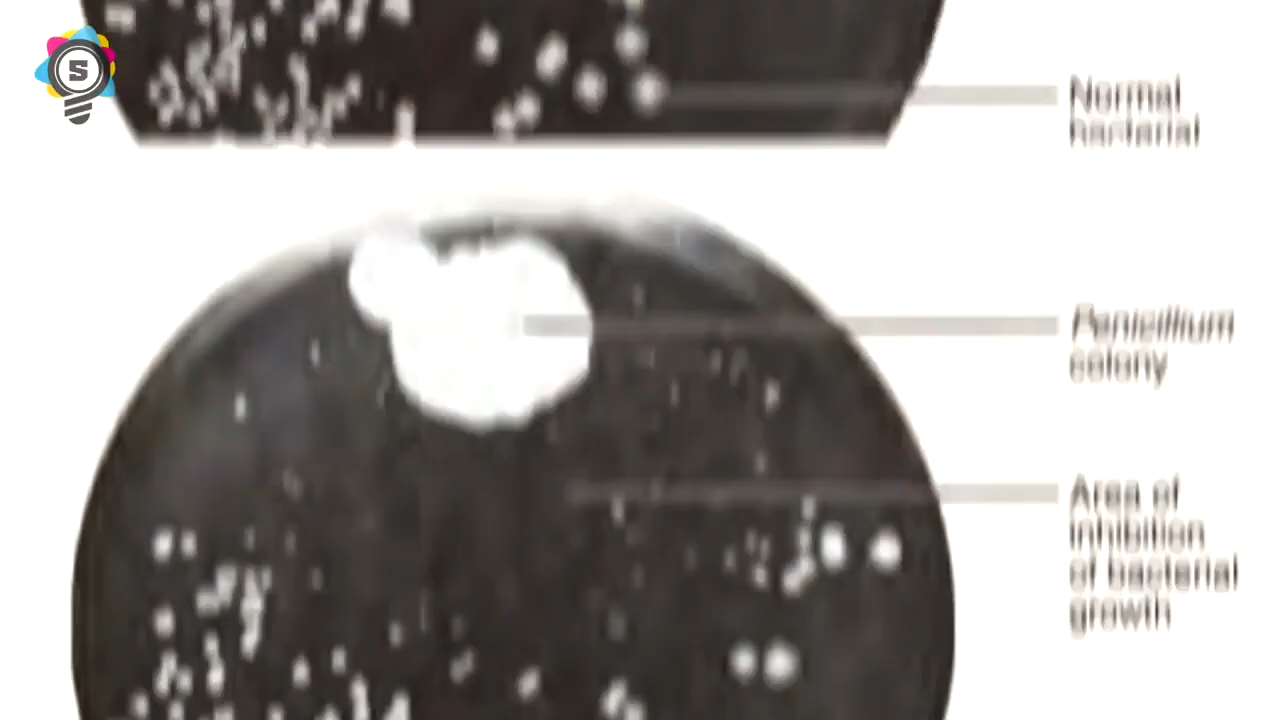 S
Normal
bacterial
Penicillium
colony
Area of
inhibition
of bacterial
growth